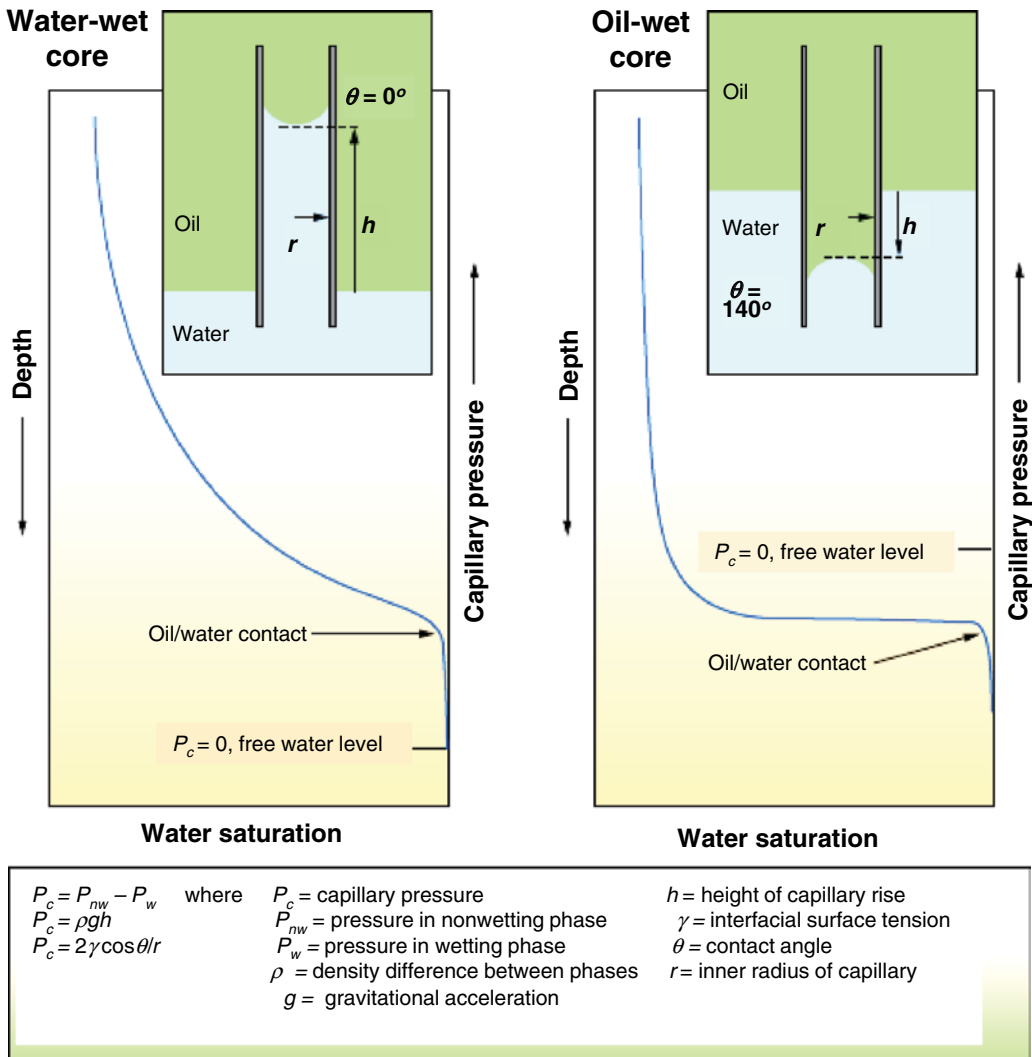 Water-wet
core
θ = 0º
Oil
h
r
Water
Depth
Capillary pressure
Oil/water contact
Pc = 0, free water level
Water saturation
Oil-wet
core
Oil
Water
r
h
θ =
140º
Depth
Capillary pressure
Pc = 0, free water level
Oil/water contact
Water saturation
Pc = Pnw – Pw where
Pc = ρgh
Pc = 2γcosθ/r
Pc = capillary pressure
Pnw = pressure in nonwetting phase
Pw = pressure in wetting phase
ρ = density difference between phases
g = gravitational acceleration
h = height of capillary rise
γ = interfacial surface tension
θ = contact angle
r = inner radius of capillary